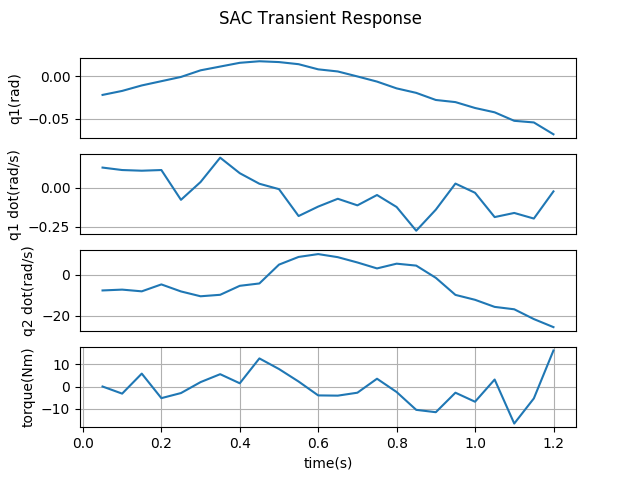 SAC Transient Response
q1(rad)
0.00
−0.05
q1 dot(rad/s)
0.00
−0.25
q2 dot(rad/s)
0
−20
torque(Nm)
10
0
−10
0.0 0.2 0.4 0.6 0.8 1.0 1.2
time(s)